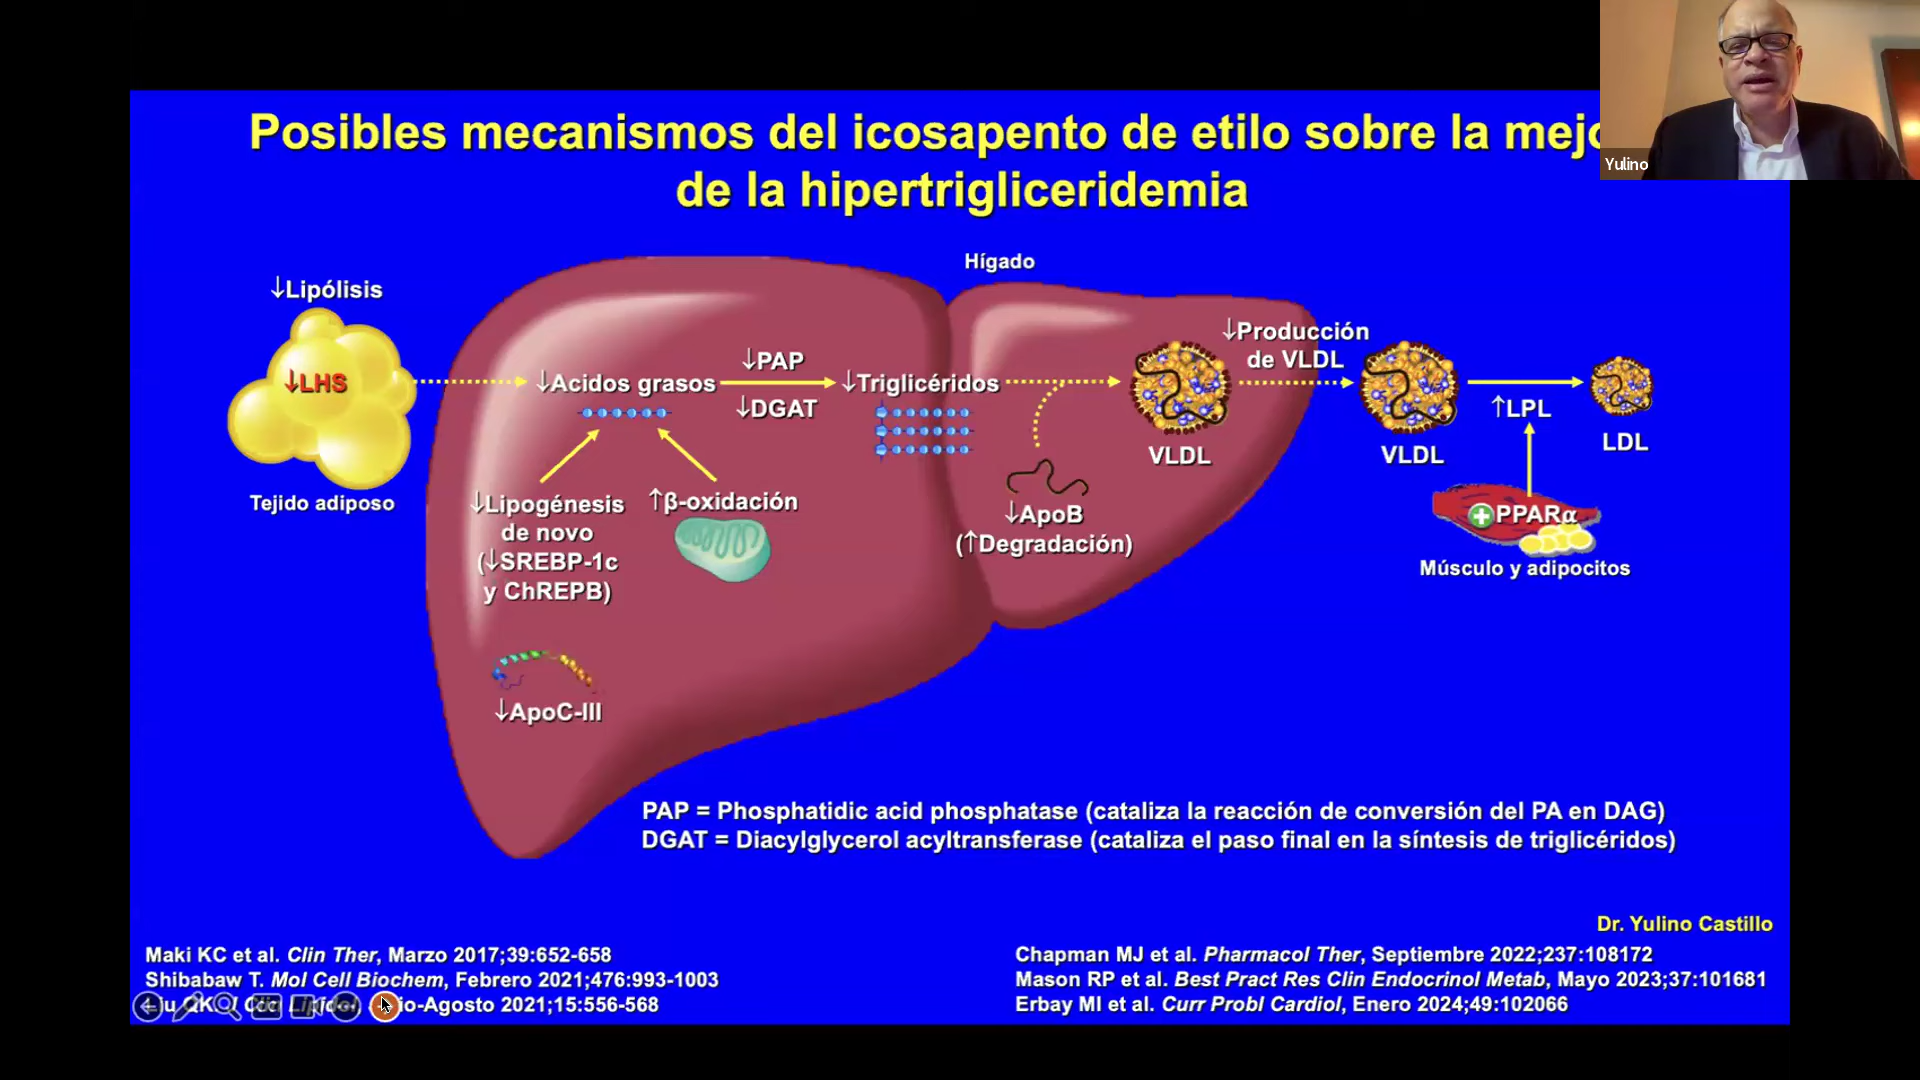 Posibles mecanismos del icosapento de etilo sobre la
de la hipertrigliceridemia
Yulino
Hígado
↓Lipólisis
↓LHS
Tejido adiposo
↓Acidos grasos
↓PAP
↓DGAT
↓Triglicéridos
↓Lipogénesis
de novo
(↓SREBP-1c
y ChREPB)
↑β-oxidación
↓ApoC-III
↓ApoB
(↑Degradación)
VLDL
↓Producción
de VLDL
VLDL
↑LPL
LDL
PPARα
Músculo y adipocitos
PAP = Phosphatidic acid phosphatase (cataliza la reacción de conversión del PA en DAG)
DGAT = Diacylglycerol acyltransferase (cataliza el paso final en la síntesis de triglicéridos)
Dr. Yulino Castillo
Maki KC et al. Clin Ther, Marzo 2017;39:652-658
Shibabaw T. Mol Cell Biochem, Febrero 2021;476:993-1003
2021;15:556-568
Chapman MJ et al. Pharmacol Ther, Septiembre 2022;237:108172
Mason RP et al. Best Pract Res Clin Endocrinol Metab, Mayo 2023;37:101681
Erbay MI et al. Curr Probl Cardiol, Enero 2024;49:102066